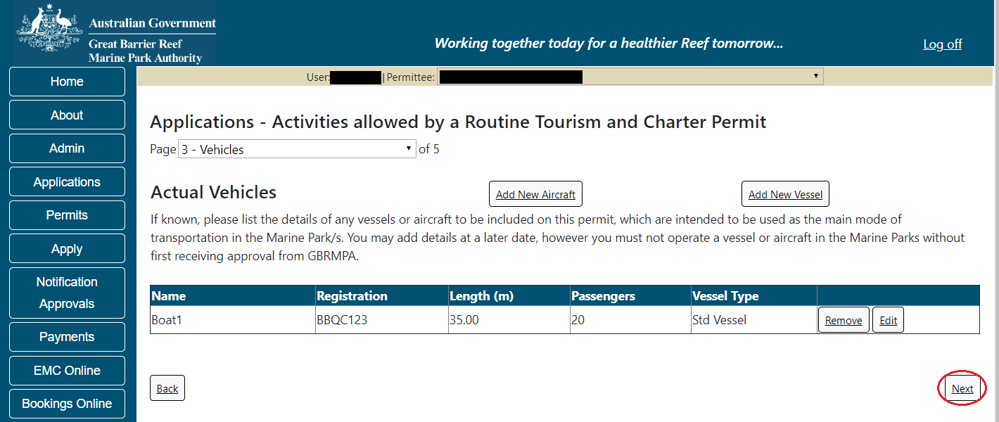 Australian Government
Great Barrier Reef
Marine Park Authority
Working together today for a healthier Reef tomorrow...
Log off
User: | Permittee:
Home
About
Admin
Applications
Permits
Apply
Notification
Approvals
Payments
EMC Online
Bookings Online
Applications - Activities allowed by a Routine Tourism and Charter Permit
Page 3 - Vehicles of 5
Actual Vehicles Add New Aircraft Add New Vessel
If known, please list the details of any vessels or aircraft to be included on this permit, which are intended to be used as the main mode of
transportation in the Marine Park/s. You may add details at a later date, however you must not operate a vessel or aircraft in the Marine Parks without
first receiving approval from GBRMPA.
Name Registration Length (m) Passengers Vessel Type
Boat1 BBQC123 35.00 20 Std Vessel Remove Edit
Back Next